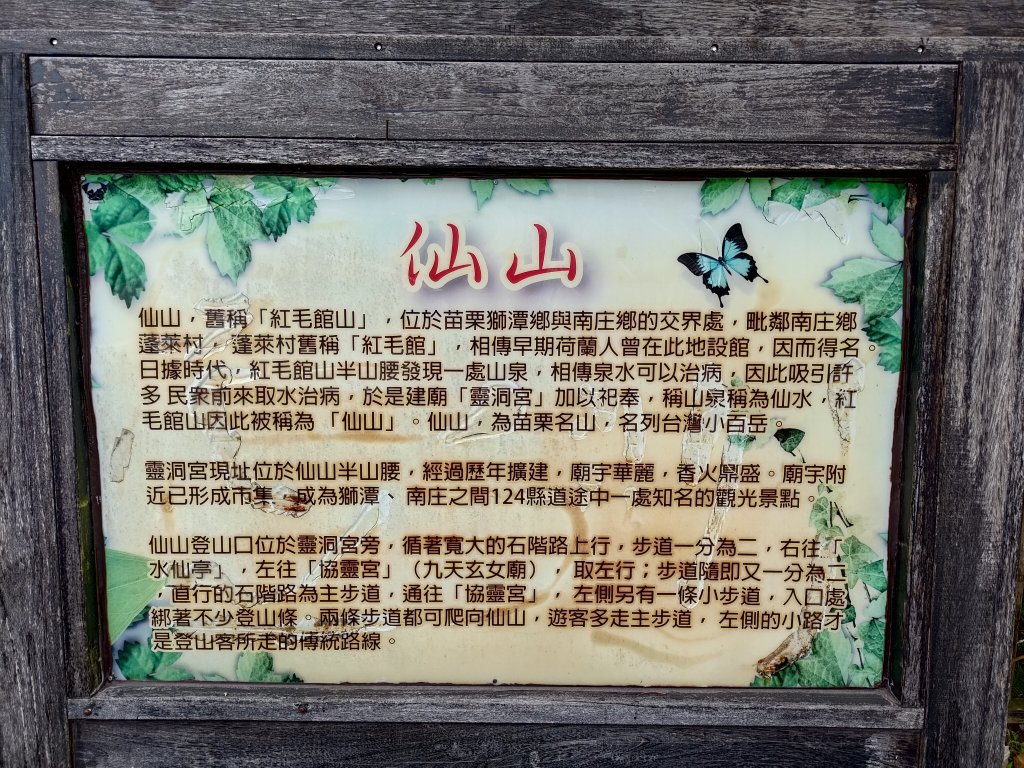 仙山
仙山，舊稱「紅毛館山」，位於苗栗獅潭鄉與南庄鄉的交界處，毗鄰南庄鄉
蓬萊村，蓬萊村舊稱「紅毛館」，相傳早期荷蘭人曾在此地設館，因而得名。
日據時代，紅毛館山半山腰發現一處山泉，相傳泉水可以治病，因此吸引許
多民眾前來取水治病，於是建廟「靈洞宮」加以祀奉，稱山泉稱為仙水，紅
毛館山因此被稱為「仙山」。仙山，為苗栗名山，名列台灣小百岳。
靈洞宮現址位於仙山半山腰，經過歷年擴建，廟宇華麗，香火鼎盛。廟宇附
近已形成市集，成為獅潭、南庄之間124縣道途中一處知名的觀光景點。
仙山登山口位於靈洞宮旁，循著寬大的石階路上行，步道一分為二，右往「
水仙亭」，左往「協靈宮」（九天玄女廟），取左行；步道隨即又一分為二
，直行的石階路為主步道，通往「協靈宮」，左側另有一條小步道，入口處
綁著不少登山條。兩條步道都可爬向仙山，遊客多走主步道，左側的小路才
是登山客所走的傳統路線。